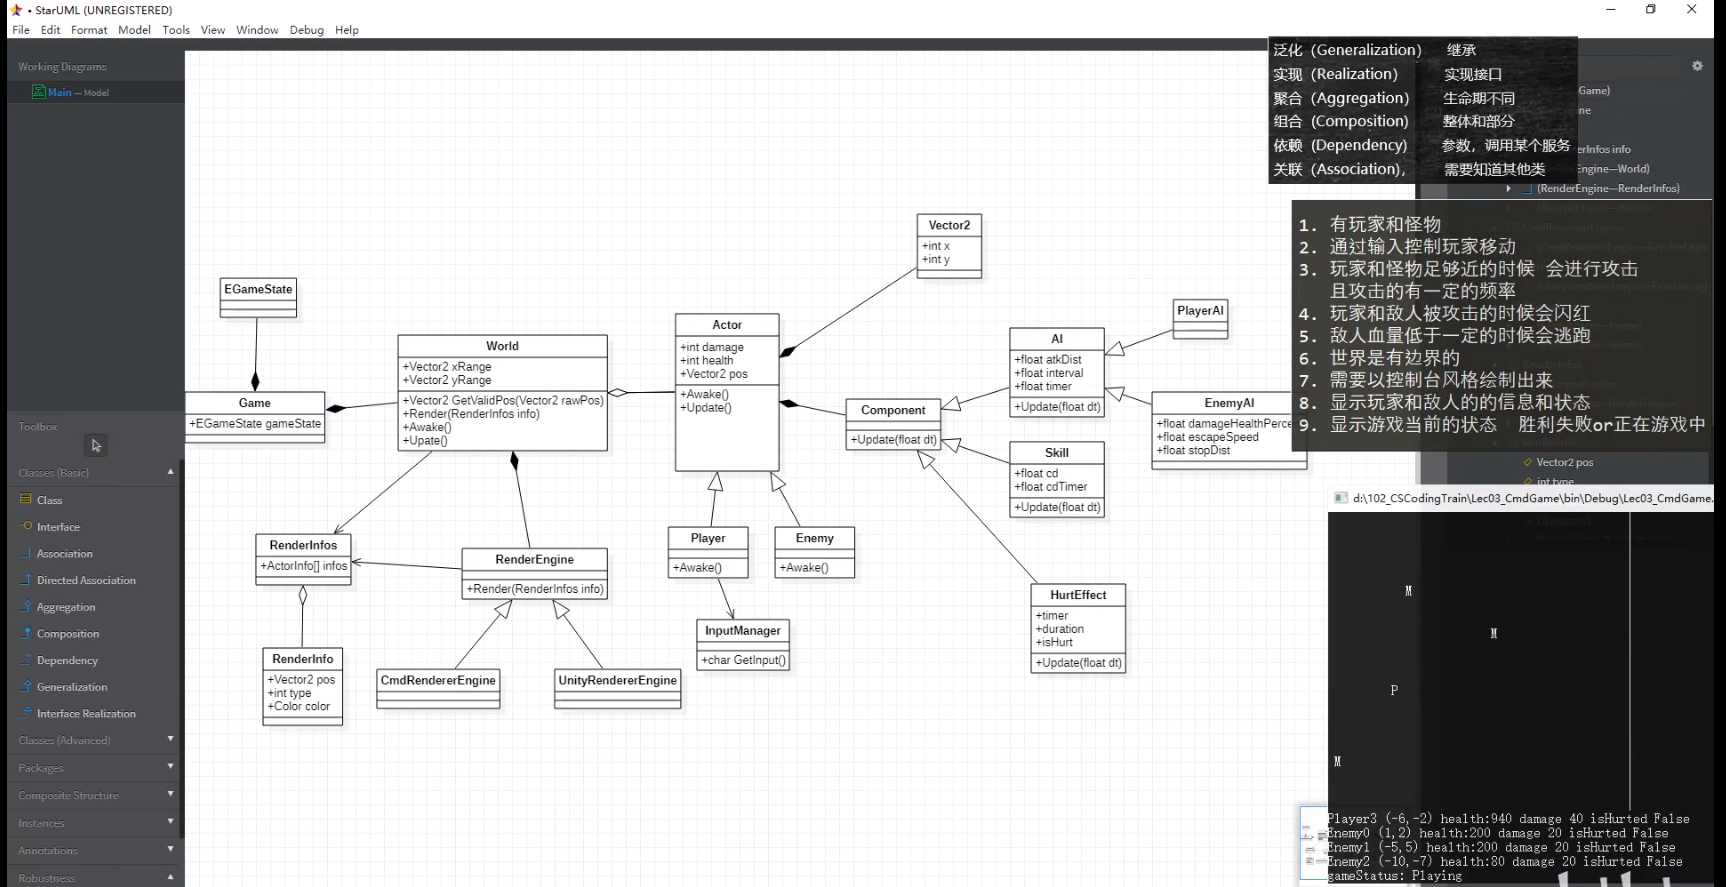 StarUML (UNREGISTERED)
File Edit Format Model Tools View Window Debug Help
Working Diagrams
Main — Model
Toolbox
Classes (Basic)
Class
Interface
Association
Directed Association
Aggregation
Composition
Dependency
Generalization
Interface Realization
Classes (Advanced)
Packages
Composite Structure
Instances
Annotations
Robustness
EGameState
Game
+EGameState gameState
World
+Vector2 xRange
+Vector2 yRange
+Vector2 GetValidPos(Vector2 rawPos)
+Render(RenderInfos info)
+Awake()
+Upate()
Actor
+int damage
+int health
+Vector2 pos
+Awake()
+Update()
Vector2
+int x
+int y
Component
+Update(float dt)
AI
+float atkDist
+float interval
+float timer
+Update(float dt)
PlayerAI
EnemyAI
+float damageHealthPerce
+float escapeSpeed
+float stopDist
Skill
+float cd
+float cdTimer
+Update(float dt)
HurtEffect
+timer
+duration
+isHurt
+Update(float dt)
RenderInfos
+ActorInfo[] infos
RenderEngine
+Render(RenderInfos info)
Player
+Awake()
Enemy
+Awake()
InputManager
+char GetInput()
RenderInfo
+Vector2 pos
+int type
+Color color
CmdRendererEngine
UnityRendererEngine
泛化（Generalization） 继承
实现（Realization） 实现接口
聚合（Aggregation） 生命期不同
组合（Composition） 整体和部分
依赖（Dependency) 参数，调用某个服务
关联（Association)， 需要知道其他类
Game)
ne
erInfos info
Engine—World)
(RenderEngine—RenderInfos)
1. 有玩家和怪物
2. 通过输入控制玩家移动
3. 玩家和怪物足够近的时候 会进行攻击
且攻击的有一定的频率
4. 玩家和敌人被攻击的时候会闪红
5. 敌人血量低于一定的时候会逃跑
6. 世界是有边界的
7. 需要以控制台风格绘制出来
8. 显示玩家和敌人的的信息和状态
9. 显示游戏当前的状态 胜利失败or正在游戏中
Vector2 pos
int type
d:\102_CSCodingTrain\Lec03_CmdGame\bin\Debug\Lec03_CmdGame.
M
M
P
M
Player3 (-6,-2) health:940 damage 40 isHurted False
Enemy0 (1,2) health:200 damage 20 isHurted False
Enemy1 (-5,5) health:200 damage 20 isHurted False
Enemy2 (-10,-7) health:80 damage 20 isHurted False
gameStatus: Playing